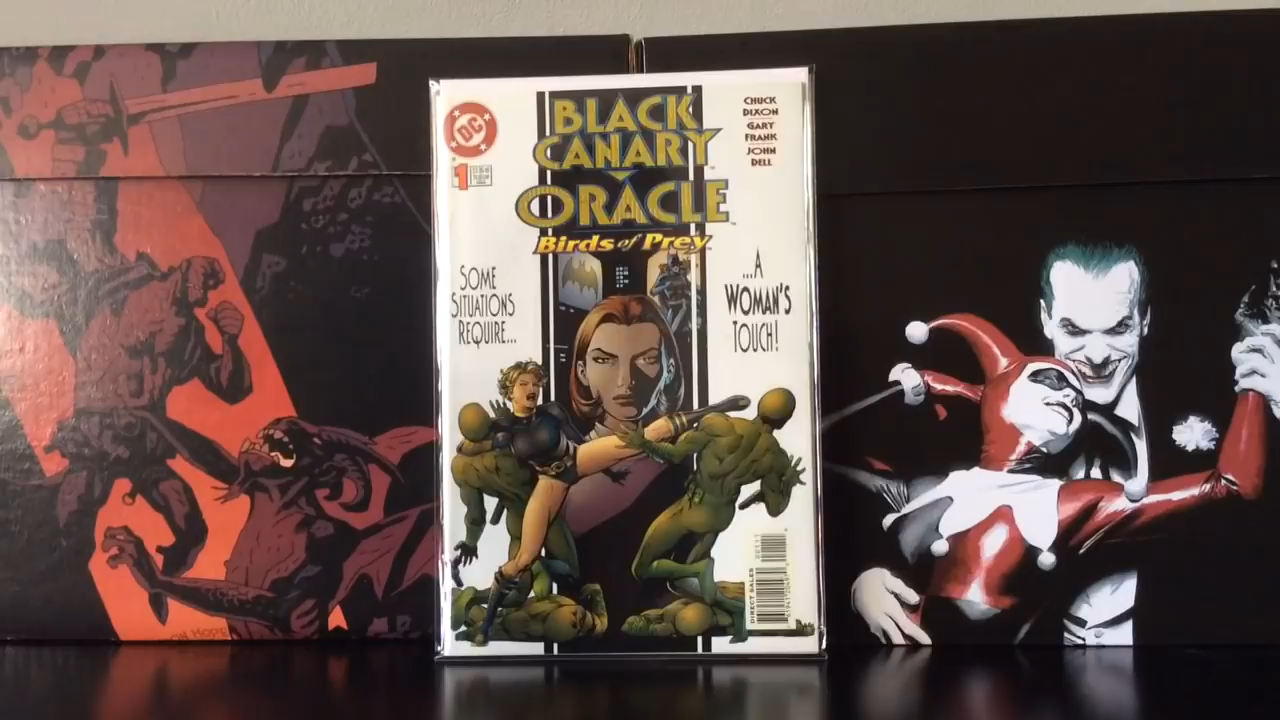 DC
BLACK
CANARY
ORACLE
Birds of Prey
1
CHUCK
DIXON
GARY
FRANK
JOHN
DELL
SOME
SITUATIONS
REQUIRE...
...A
WOMAN'S
TOUCH!
DIRECT SALES
00111